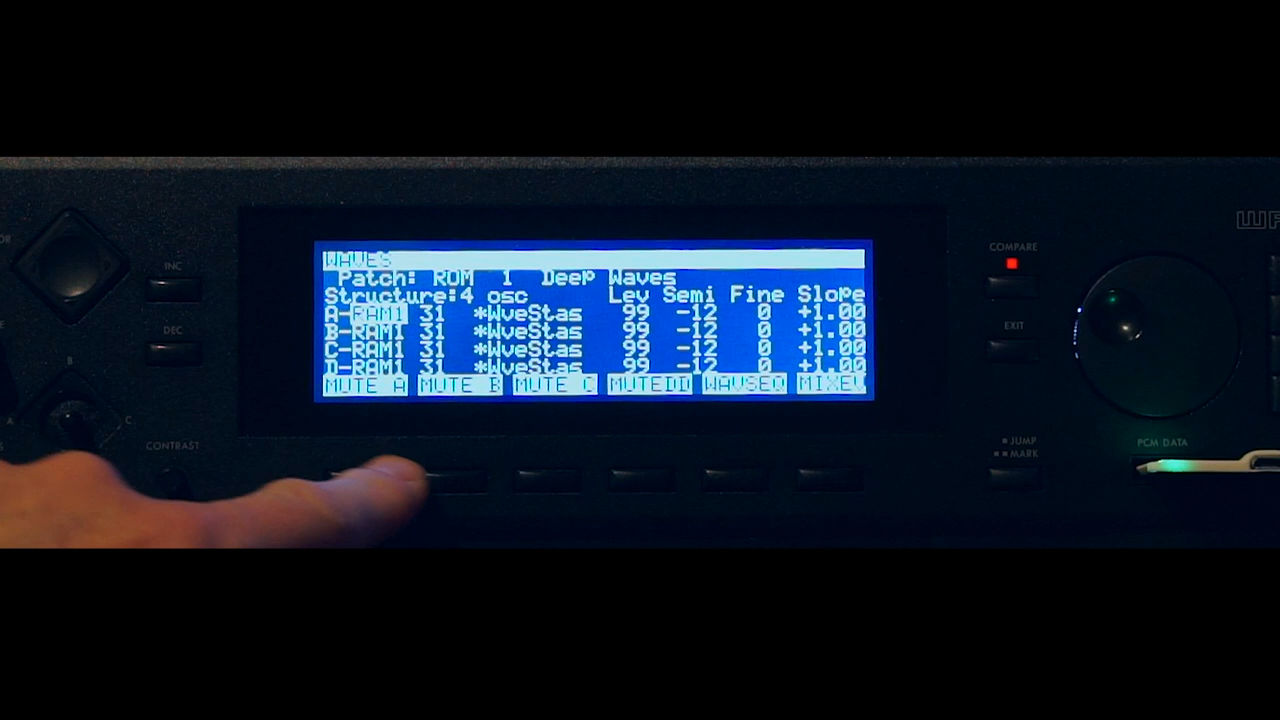 WAVES
Patch: ROM 1 Deep Waves
Structure:4 osc Lev Semi Fine Slope
A-RAM1 31 *WveStas 99 -12 0 +1.00
B-RAM1 31 *WveStas 99 -12 0 +1.00
C-RAM1 31 *WveStas 99 -12 0 +1.00
D-RAM1 31 *WveStas 99 -12 0 +1.00
MUTE A MUTE B MUTE C MUTEDD WAVSEQ MIXEV
INC
DEC
B
A
C
CONTRAST
COMPARE
EXIT
JUMP
MARK
PCM DATA